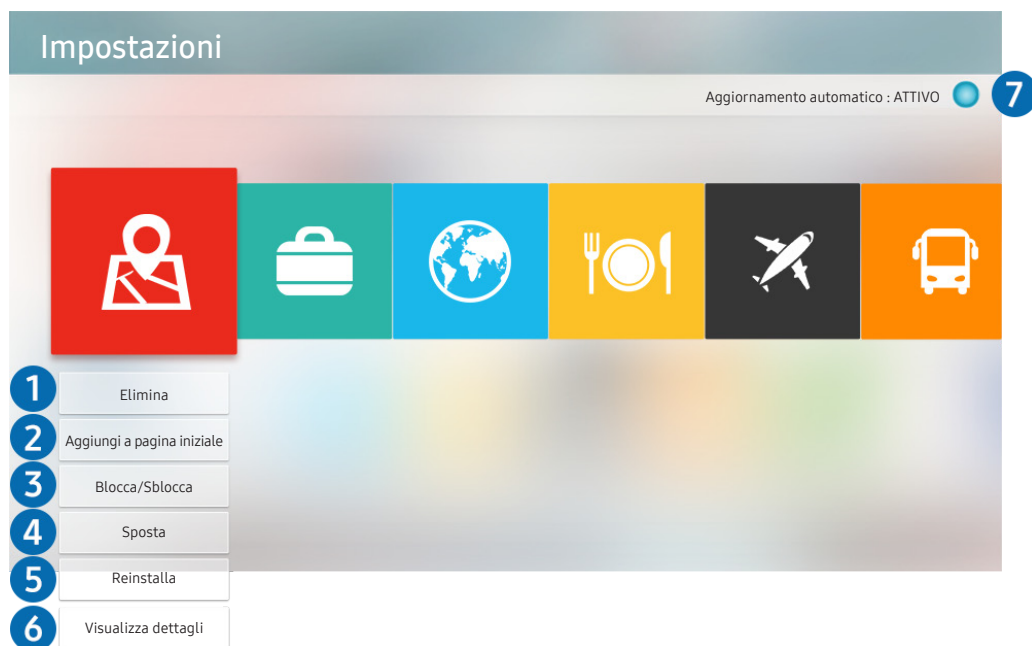 Impostazioni
Aggiornamento automatico : ATTIVO 7
1 Elimina
2 Aggiungi a pagina iniziale
3 Blocca/Sblocca
4 Sposta
5 Reinstalla
6 Visualizza dettagli